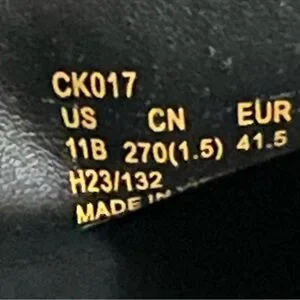 CK017
US CN EUR
11B 270(1.5) 41.5
H23/132
MADE IN